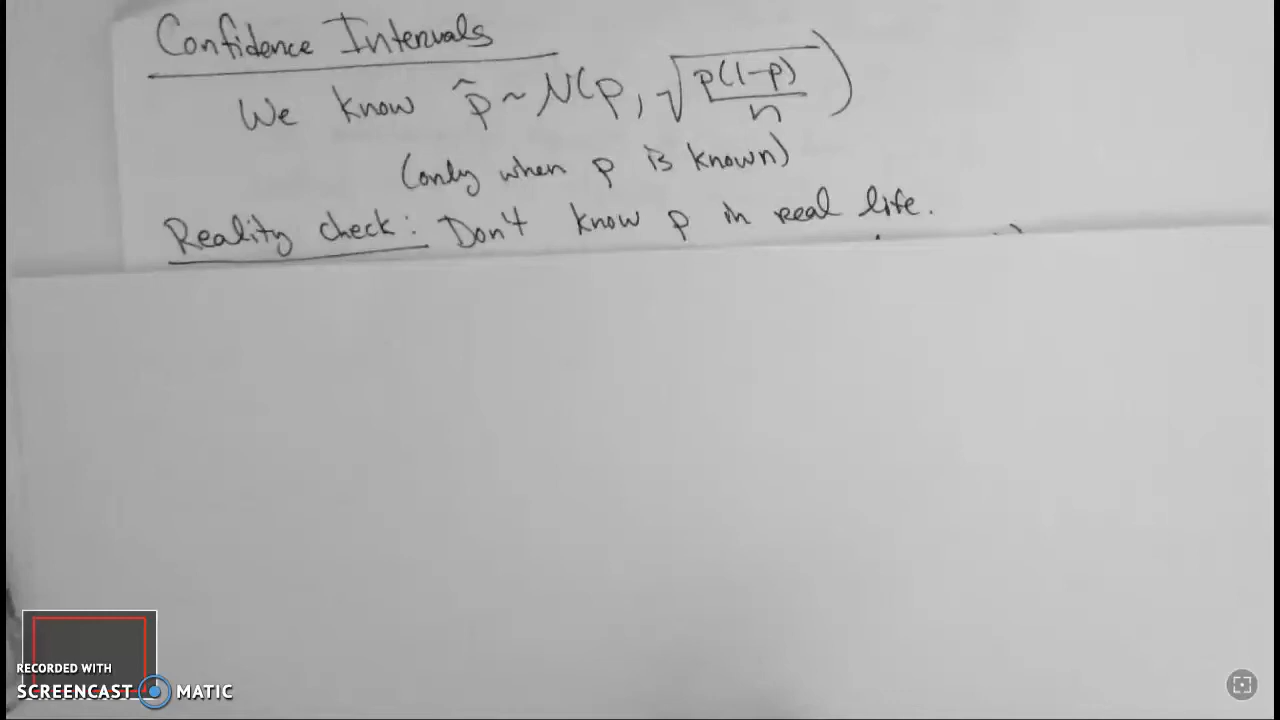 Confidence Intervals
We know p̂ ~ N(p, √(p(1-p)/n))
(only when p is known)
Reality check: Don't know p in real life.
RECORDED WITH
SCREENCAST MATIC